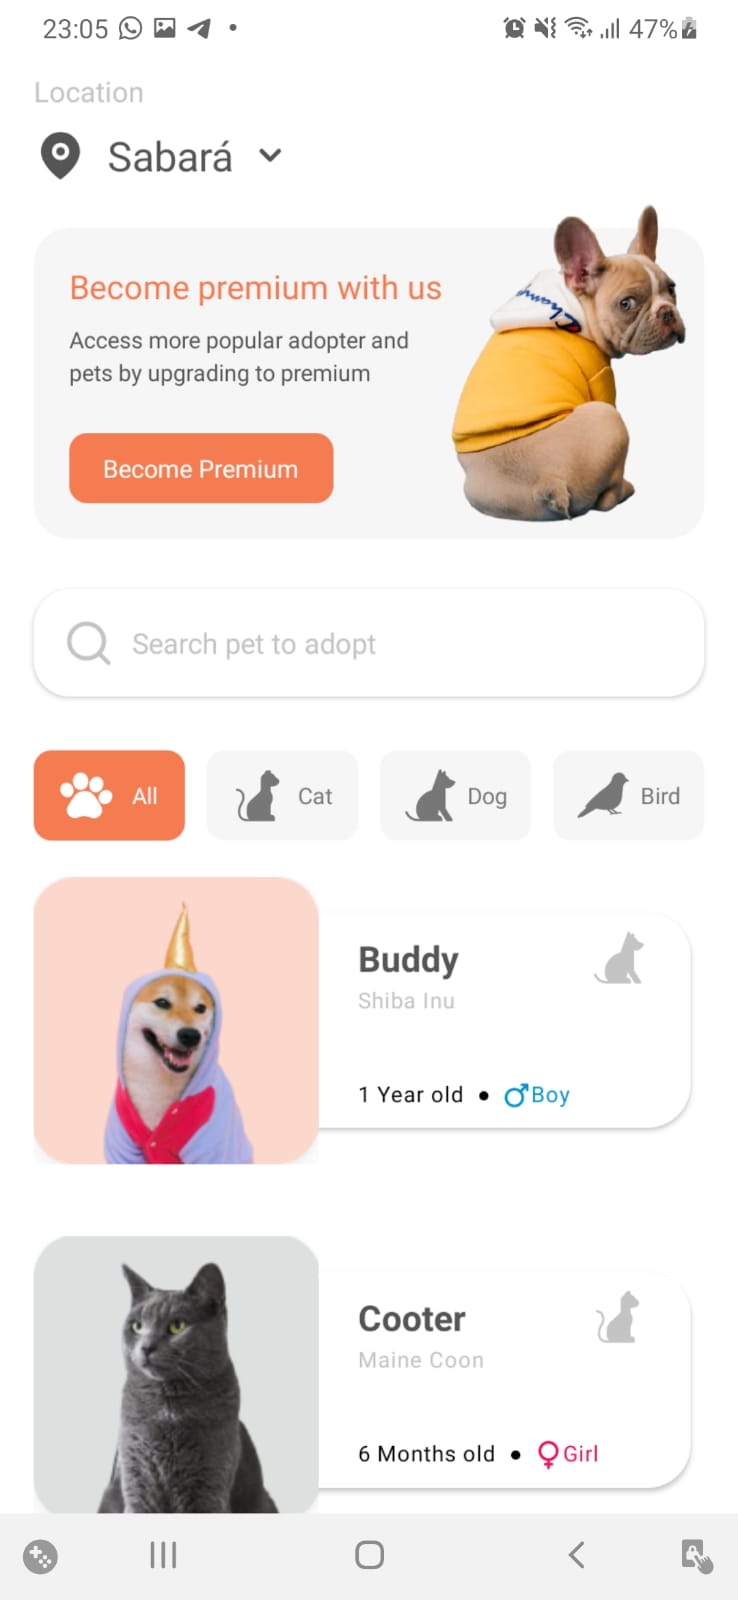 23:05 47%
Location
Sabará
Become premium with us
Access more popular adopter and
pets by upgrading to premium
Become Premium
Search pet to adopt
All Cat Dog Bird
Buddy
Shiba Inu
1 Year old • Boy
Cooter
Maine Coon
6 Months old • Girl